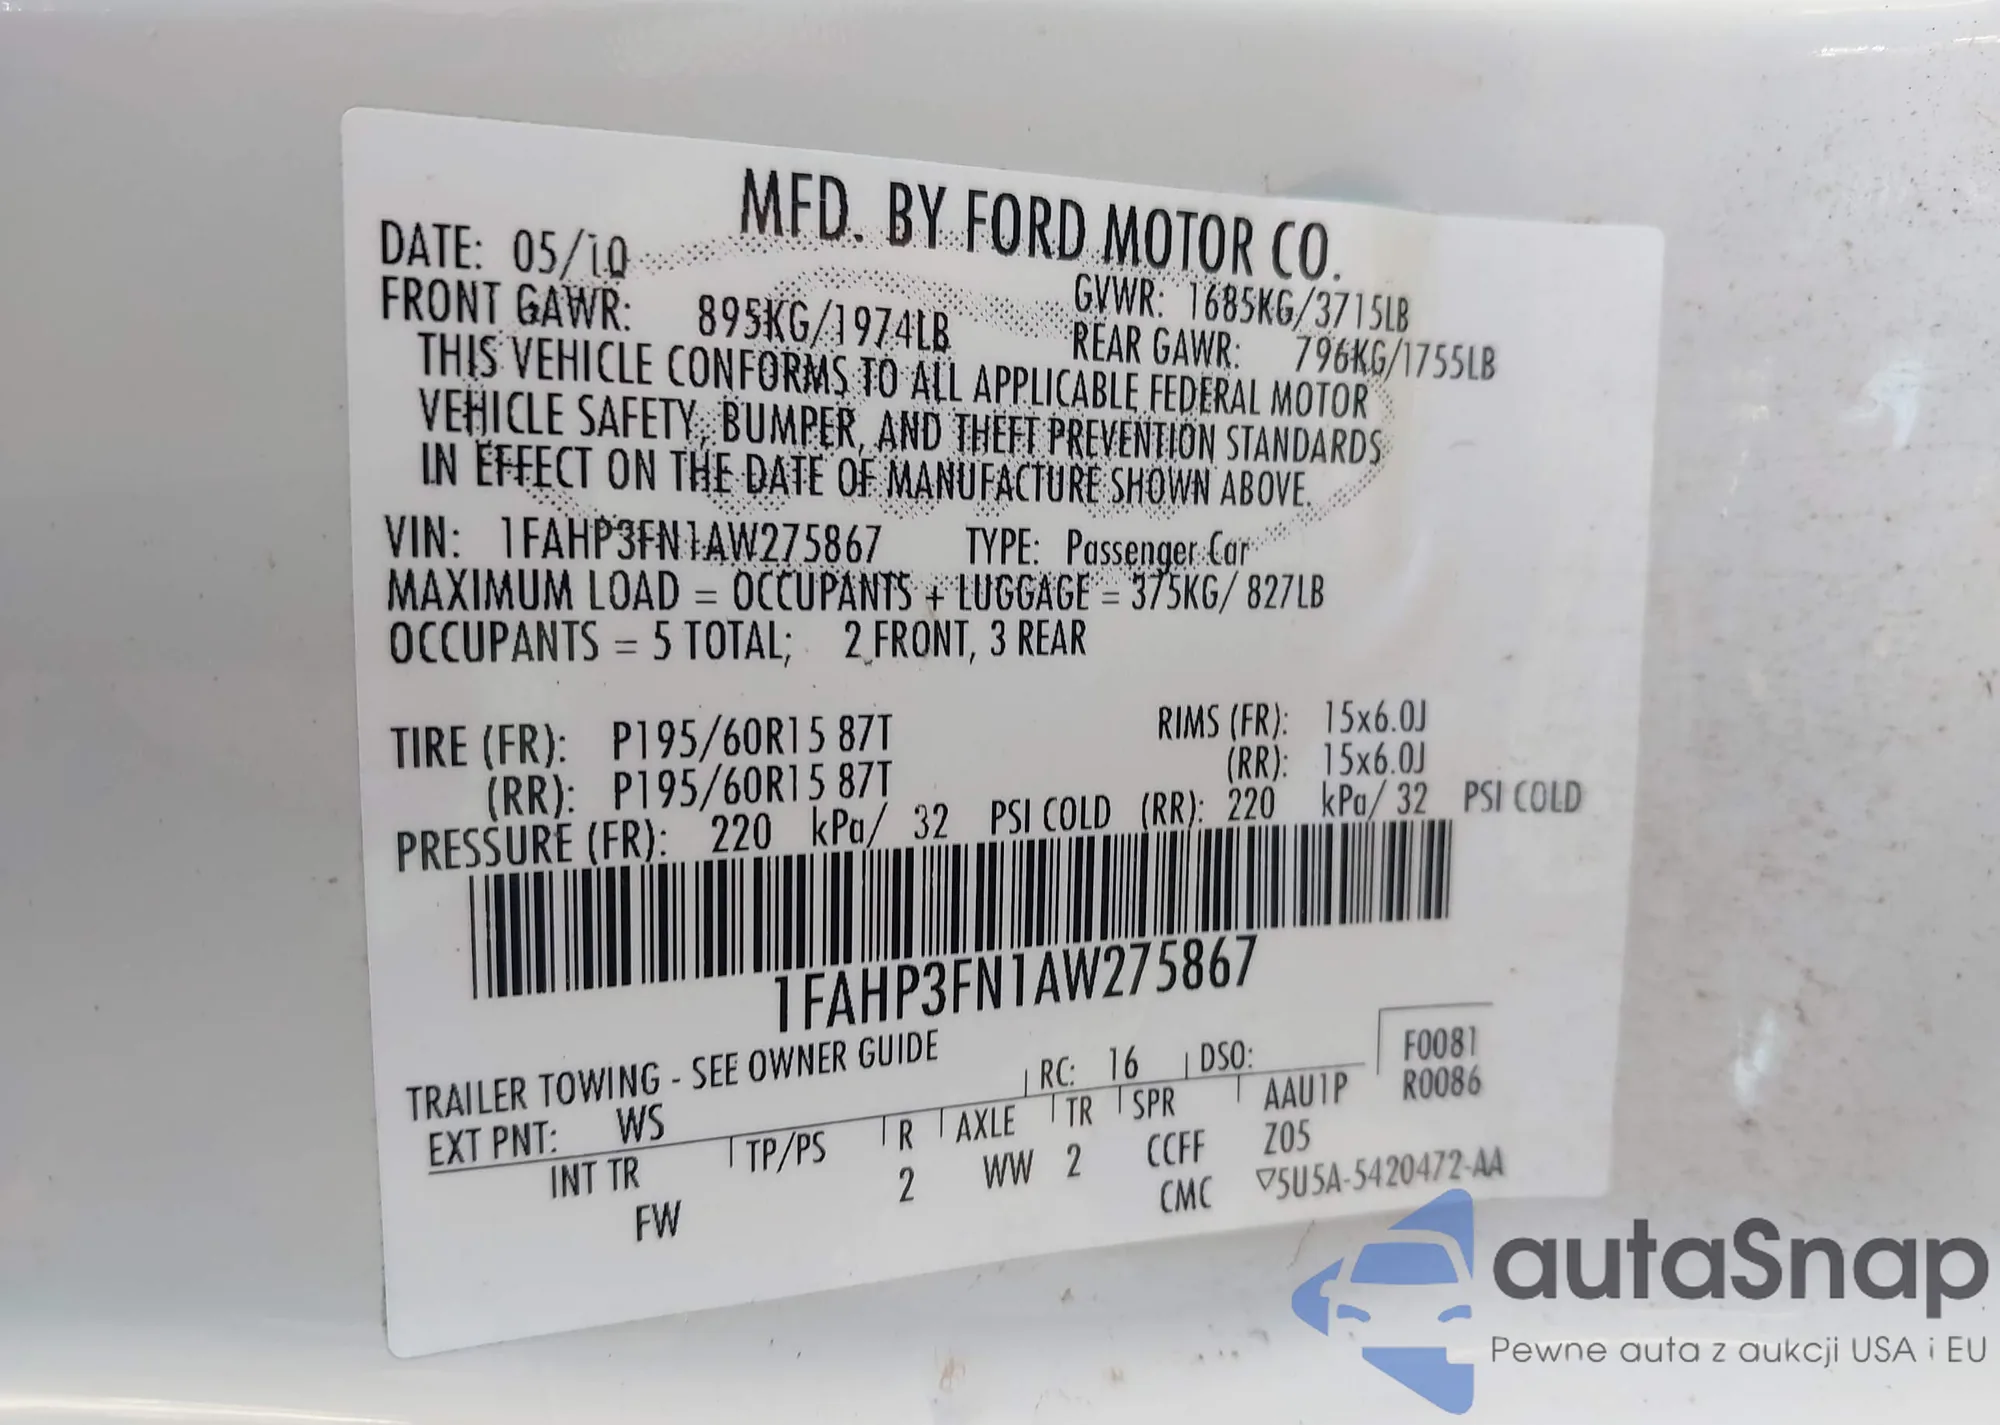 MFD. BY FORD MOTOR CO.
DATE: 05/10 GVWR: 1685KG/3715LB
FRONT GAWR: 895KG/1974LB REAR GAWR: 796KG/1755LB
THIS VEHICLE CONFORMS TO ALL APPLICABLE FEDERAL MOTOR
VEHICLE SAFETY, BUMPER, AND THEFT PREVENTION STANDARDS
IN EFFECT ON THE DATE OF MANUFACTURE SHOWN ABOVE.
VIN: 1FAHP3FN1AW275867 TYPE: Passenger Car
MAXIMUM LOAD = OCCUPANTS + LUGGAGE = 375KG/ 827LB
OCCUPANTS = 5 TOTAL; 2 FRONT, 3 REAR
TIRE (FR): P195/60R15 87T RIMS (FR): 15x6.0J
(RR): P195/60R15 87T (RR): 15x6.0J
PRESSURE (FR): 220 kPa/ 32 PSI COLD (RR): 220 kPa/ 32 PSI COLD
1FAHP3FN1AW275867
TRAILER TOWING - SEE OWNER GUIDE
F0081
EXT PNT: WS RC: 16 DSO: R0086
INT TR TP/PS R AXLE TR SPR AAU1P
FW 2 WW 2 CCFF Z05
CMC ▽5U5A-5420472-AA
autaSnap
Pewne auta z aukcji USA i EU